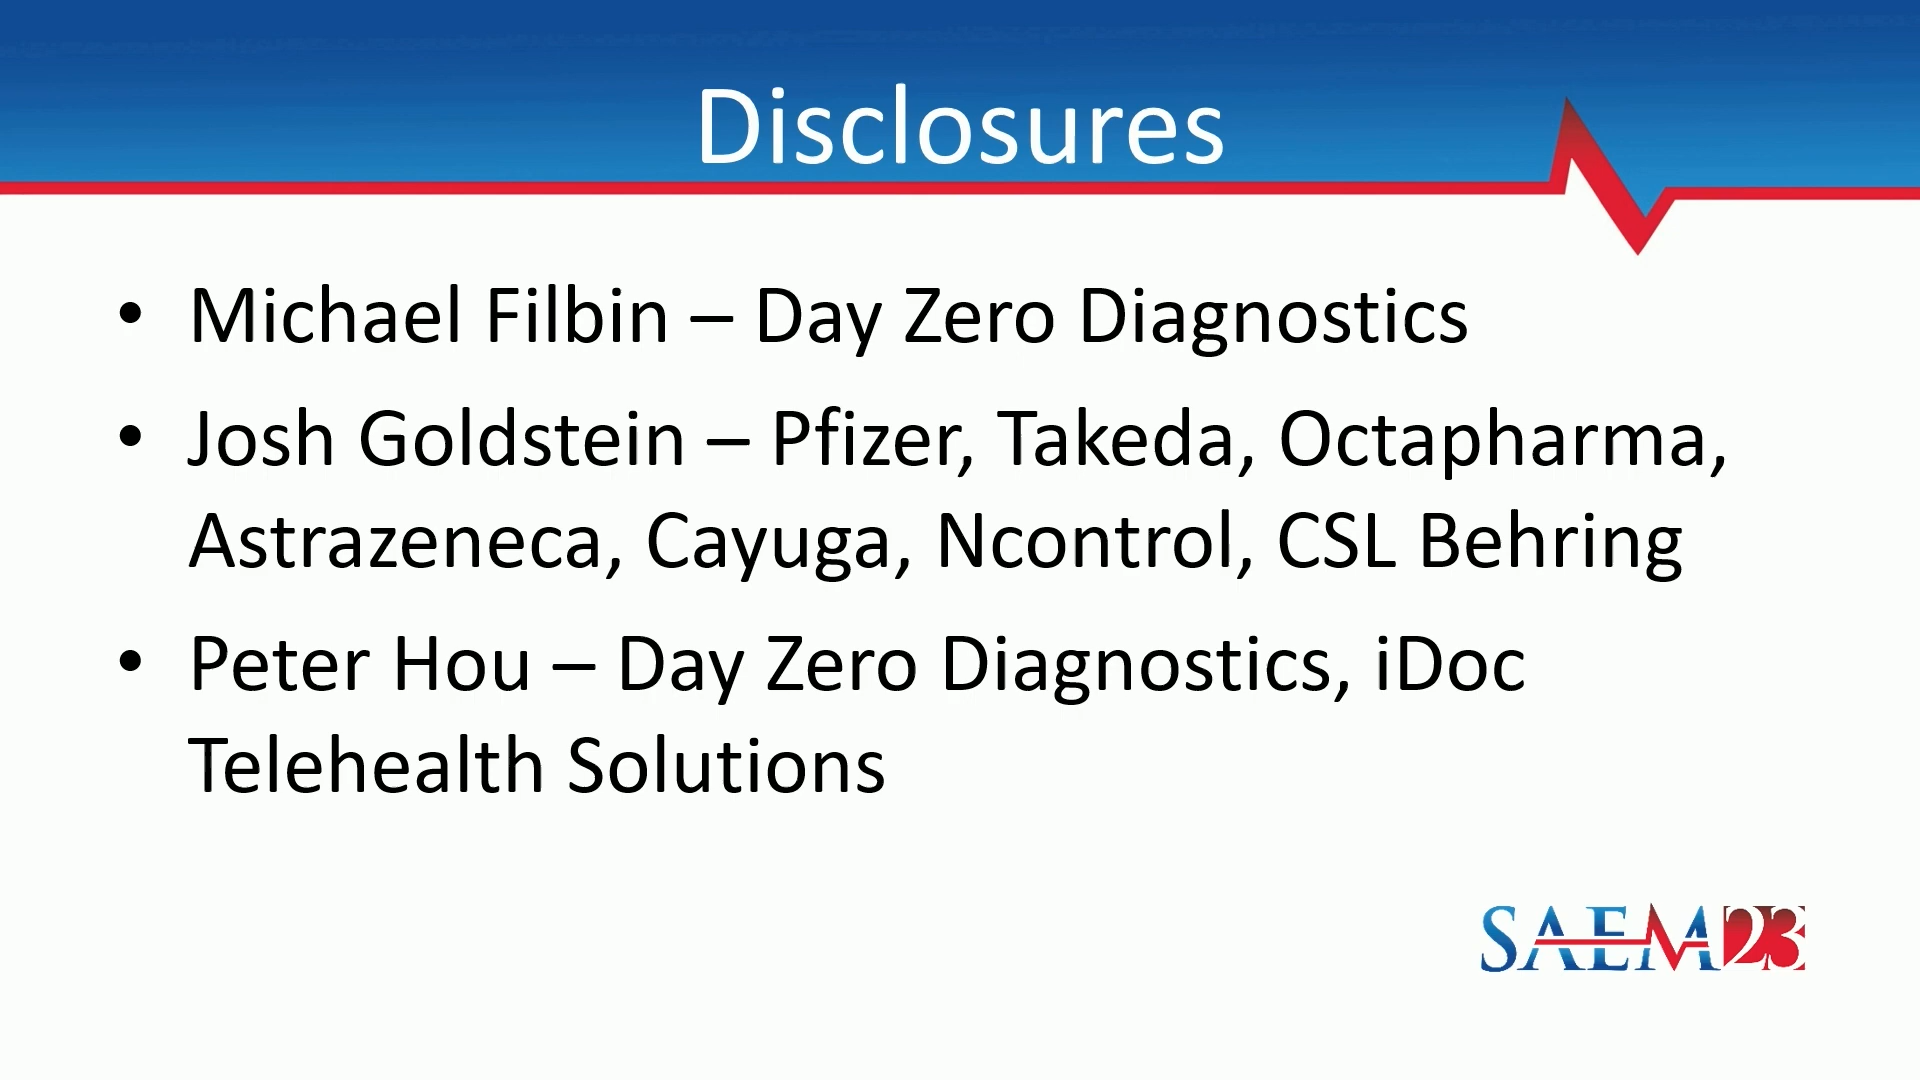 Disclosures
• Michael Filbin – Day Zero Diagnostics
• Josh Goldstein – Pfizer, Takeda, Octapharma,
Astrazeneca, Cayuga, Ncontrol, CSL Behring
• Peter Hou – Day Zero Diagnostics, iDoc
Telehealth Solutions
SAEM23